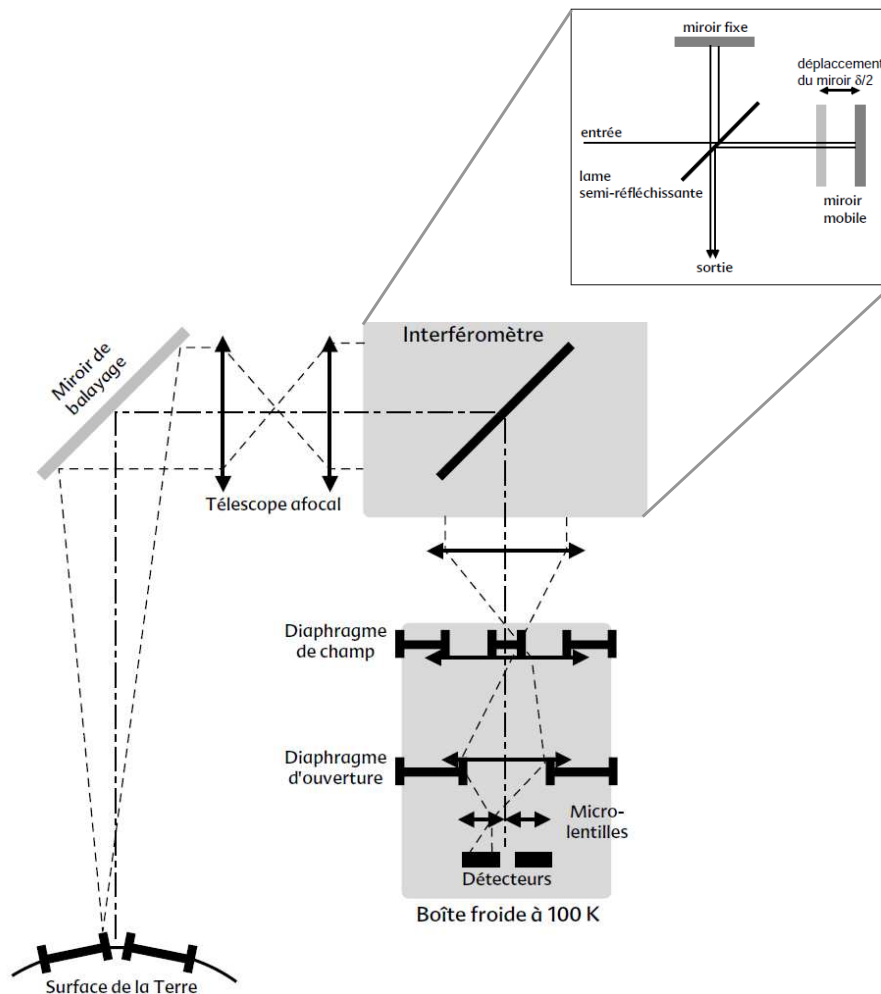 miroir fixe
déplaccement
du miroir δ/2
entrée
lame
semi-réfléchissante
miroir
mobile
sortie
Interféromètre
Miroir de
balayage
Télescope afocal
Diaphragme
de champ
Diaphragme
d'ouverture
Micro-
lentilles
Détecteurs
Boîte froide à 100 K
Surface de la Terre